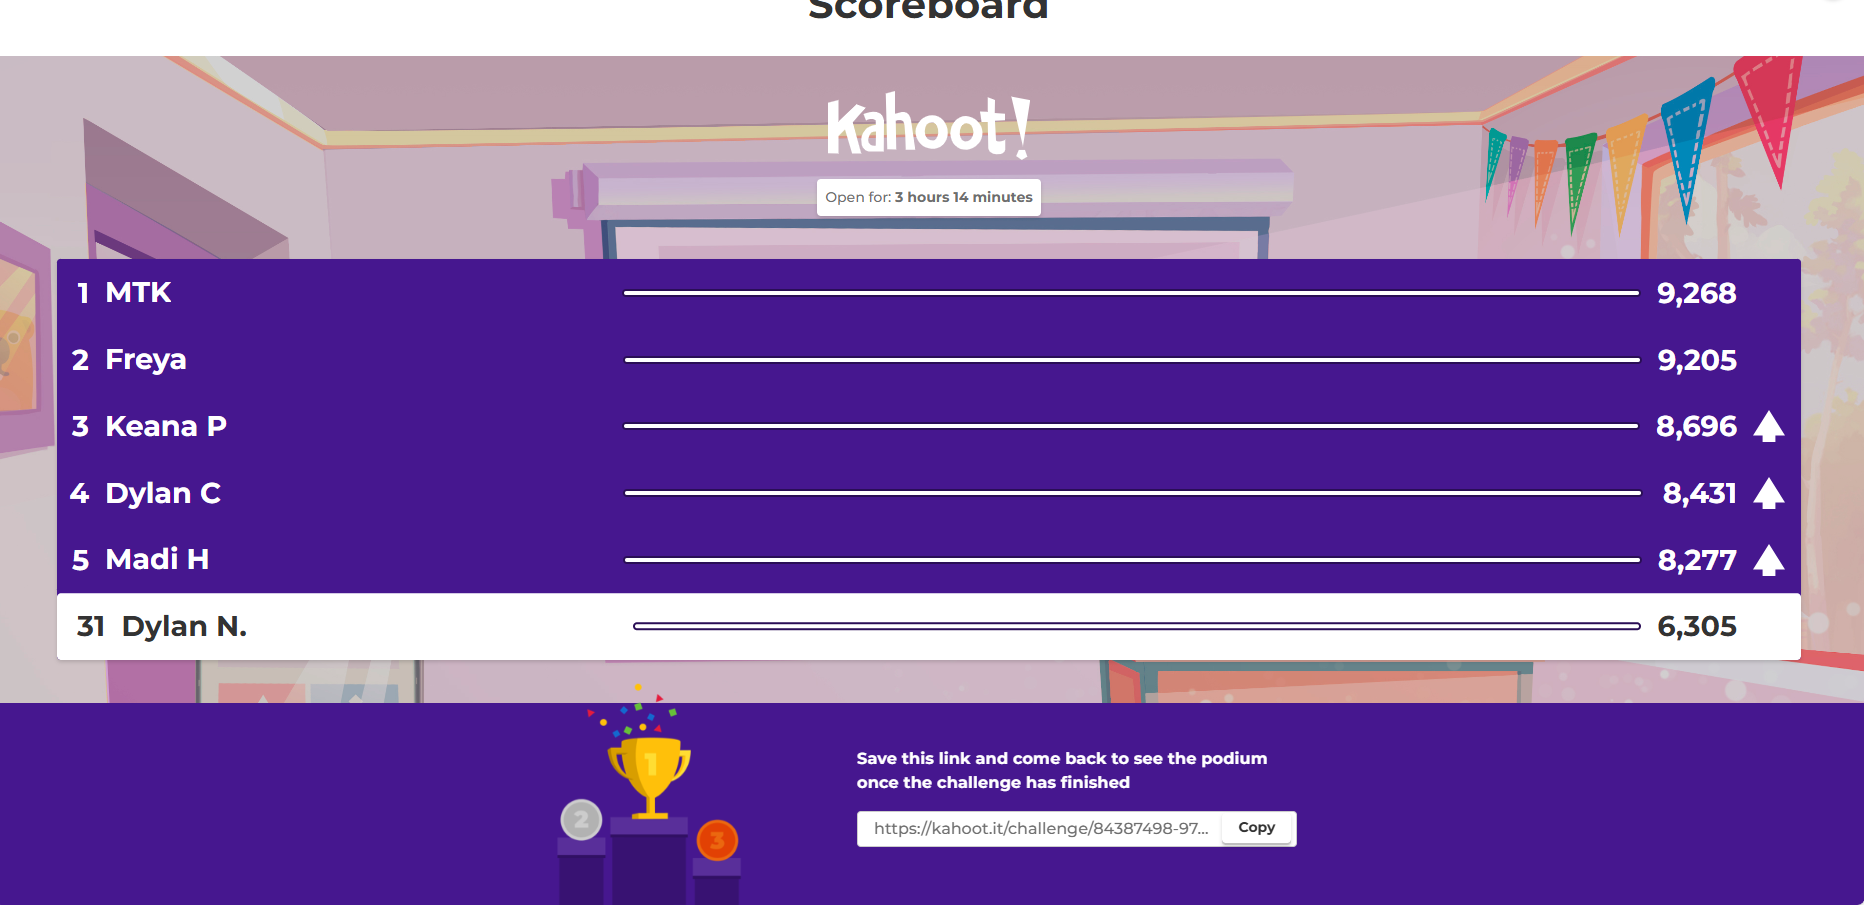 Scoreboard
Kahoot!
Open for: 3 hours 14 minutes
1 MTK 9,268
2 Freya 9,205
3 Keana P 8,696
4 Dylan C 8,431
5 Madi H 8,277
31 Dylan N. 6,305
1
2
3
Save this link and come back to see the podium
once the challenge has finished
https://kahoot.it/challenge/84387498-97... Copy